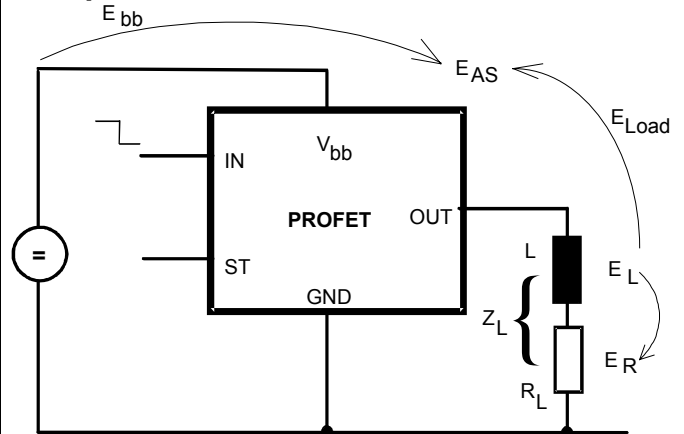 E bb
E AS
E Load
V bb
IN
PROFET
OUT
ST
GND
=
L
E L
Z L
{
E R
R L